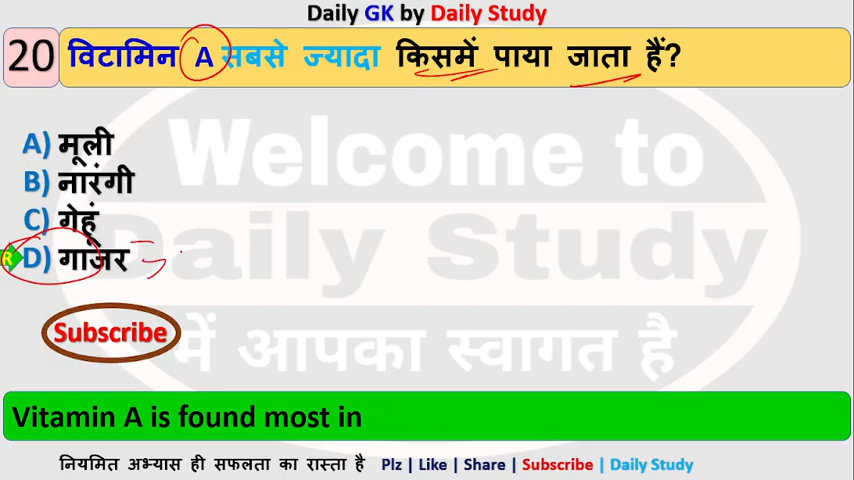 Daily GK by Daily Study
20 विटामिन A सबसे ज्यादा किसमें पाया जाता हैं?
Welcome to
A) मूली
B) नारंगी
C) गेहूं
Daily Study
R D) गाजर
Subscribe
में आपका स्वागत है
Vitamin A is found most in
नियमित अभ्यास ही सफलता का रास्ता है Plz | Like | Share | Subscribe | Daily Study